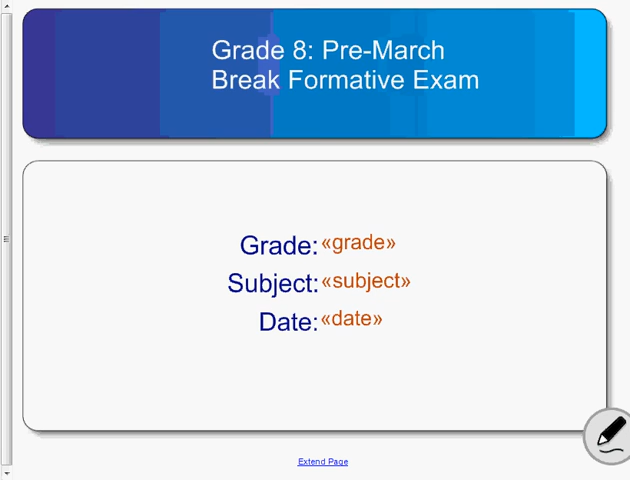 Grade 8: Pre-March
Break Formative Exam
Grade: «grade»
Subject: «subject»
Date: «date»
Extend Page